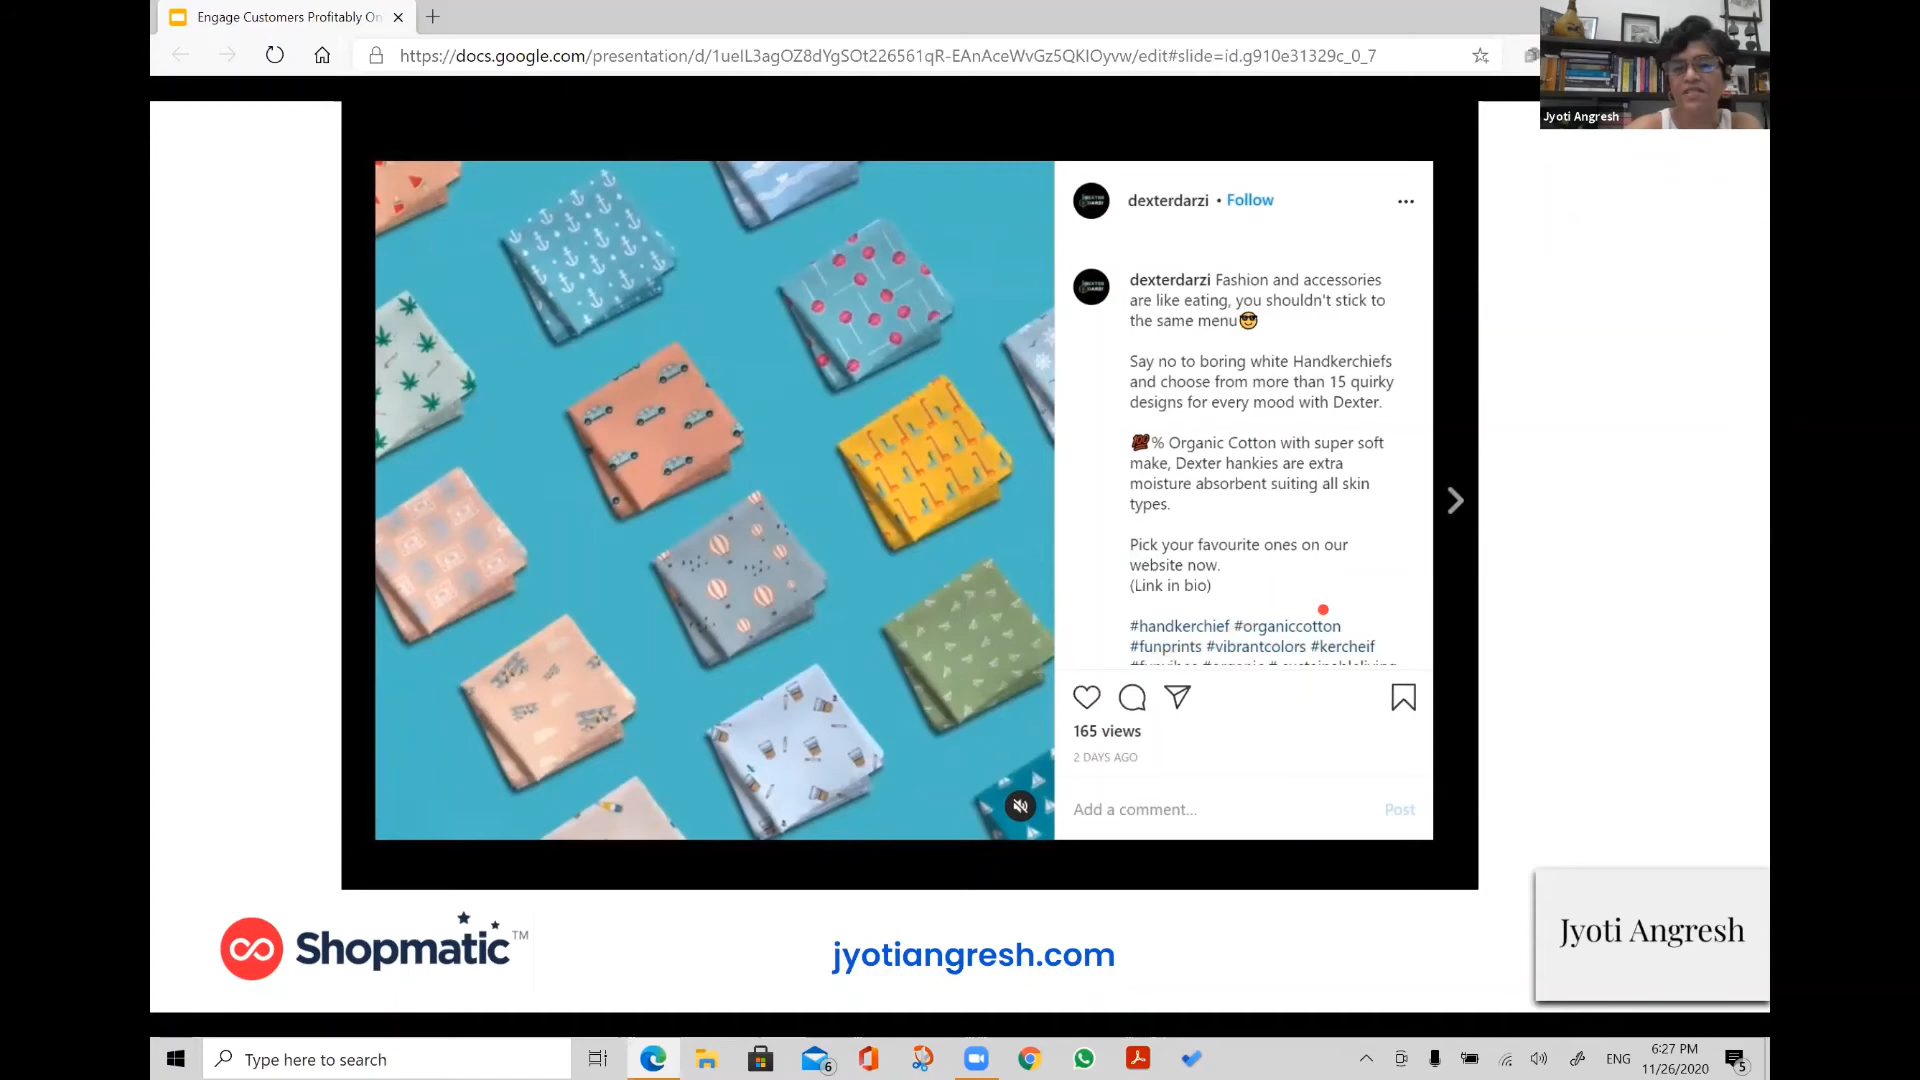 Engage Customers Profitably On
https://docs.google.com/presentation/d/1ueIL3agOZ8dYgSOt226561qR-EAnAceWvGz5QKIOyvw/edit#slide=id.g910e31329c_0_7
Jyoti Angresh
dexterdarzi • Follow
dexterdarzi Fashion and accessories
are like eating, you shouldn't stick to
the same menu😎
Say no to boring white Handkerchiefs
and choose from more than 15 quirky
designs for every mood with Dexter.
💯% Organic Cotton with super soft
make, Dexter hankies are extra
moisture absorbent suiting all skin
types.
Pick your favourite ones on our
website now.
(Link in bio)
#handkerchief #organiccotton
#funprints #vibrantcolors #kercheif
165 views
2 DAYS AGO
Add a comment... Post
Shopmatic™
jyotiangresh.com
Jyoti Angresh
Type here to search
6
ENG
6:27 PM
11/26/2020
5